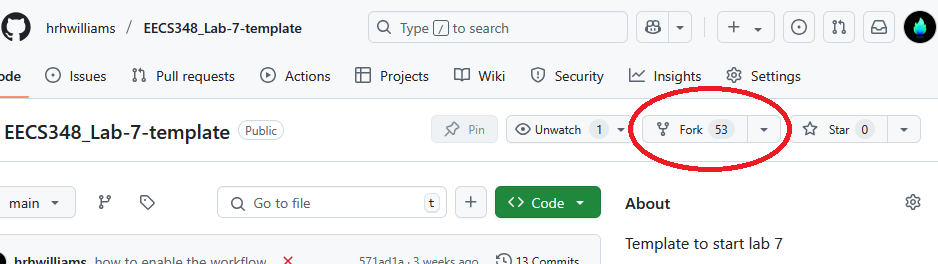 hrhwilliams / EECS348_Lab-7-template Type / to search
ode Issues Pull requests Actions Projects Wiki Security Insights Settings
EECS348_Lab-7-template Public Pin Unwatch 1 Fork 53 Star 0
main Go to file t Code About
Template to start lab 7
hrhwilliams how to enable the workflow 571ad1a · 3 weeks ago 13 Commits